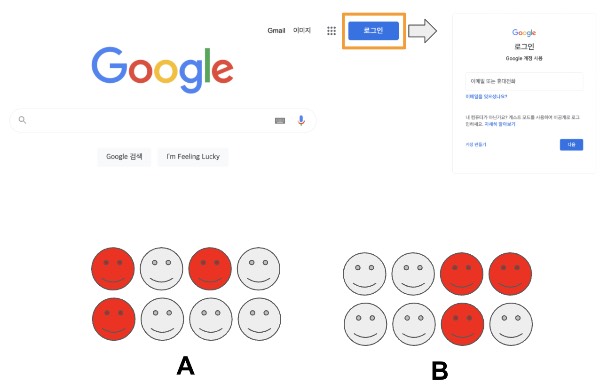 Gmail 이미지 로그인
Google
Google 검색 I'm Feeling Lucky
Google
로그인
Google 계정 사용
이메일 또는 휴대전화
이메일을 잊으셨나요?
내 컴퓨터가 아닌가요? 게스트 모드를 사용하여 비공개로 로그
인하세요. 자세히 알아보기
계정 만들기 다음
A B